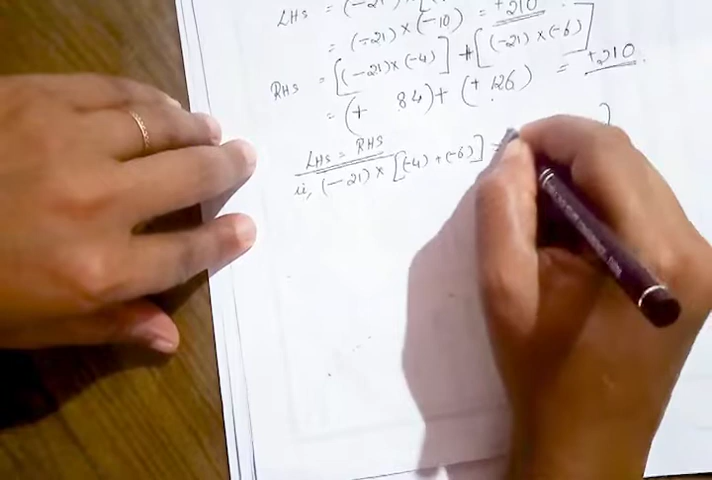 LHS = (-21) ×
= (-21) × (-10) = +210
RHS = [(-21) × (-4)] + [(-21) × (-6)]
= (+ 84) + (+ 126) = +210.
LHS = RHS
ii, (-21) × [(-4) + (-6)] = ]